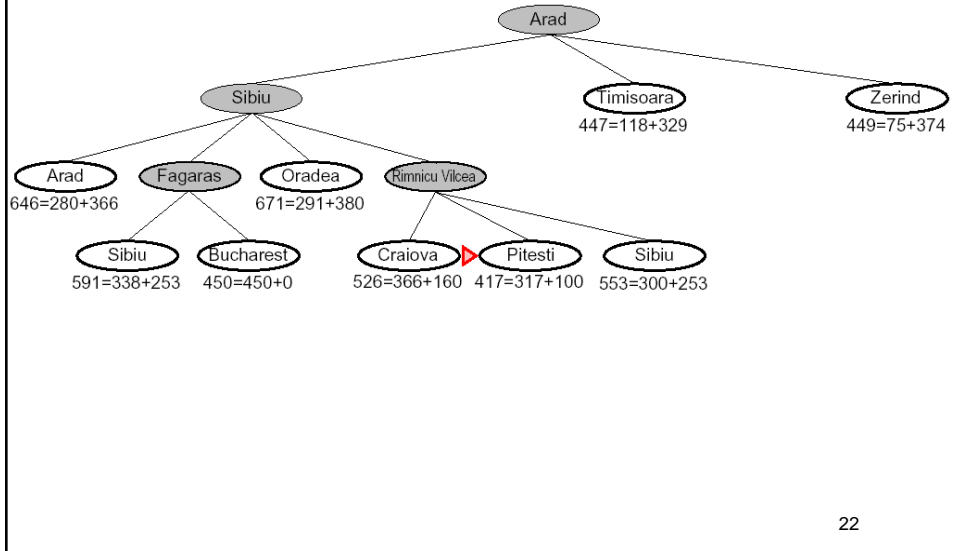 Arad
Sibiu Timisoara Zerind
447=118+329 449=75+374
Arad Fagaras Oradea Rimnicu Vilcea
646=280+366 671=291+380
Sibiu Bucharest Craiova Pitesti Sibiu
591=338+253 450=450+0 526=366+160 417=317+100 553=300+253
22